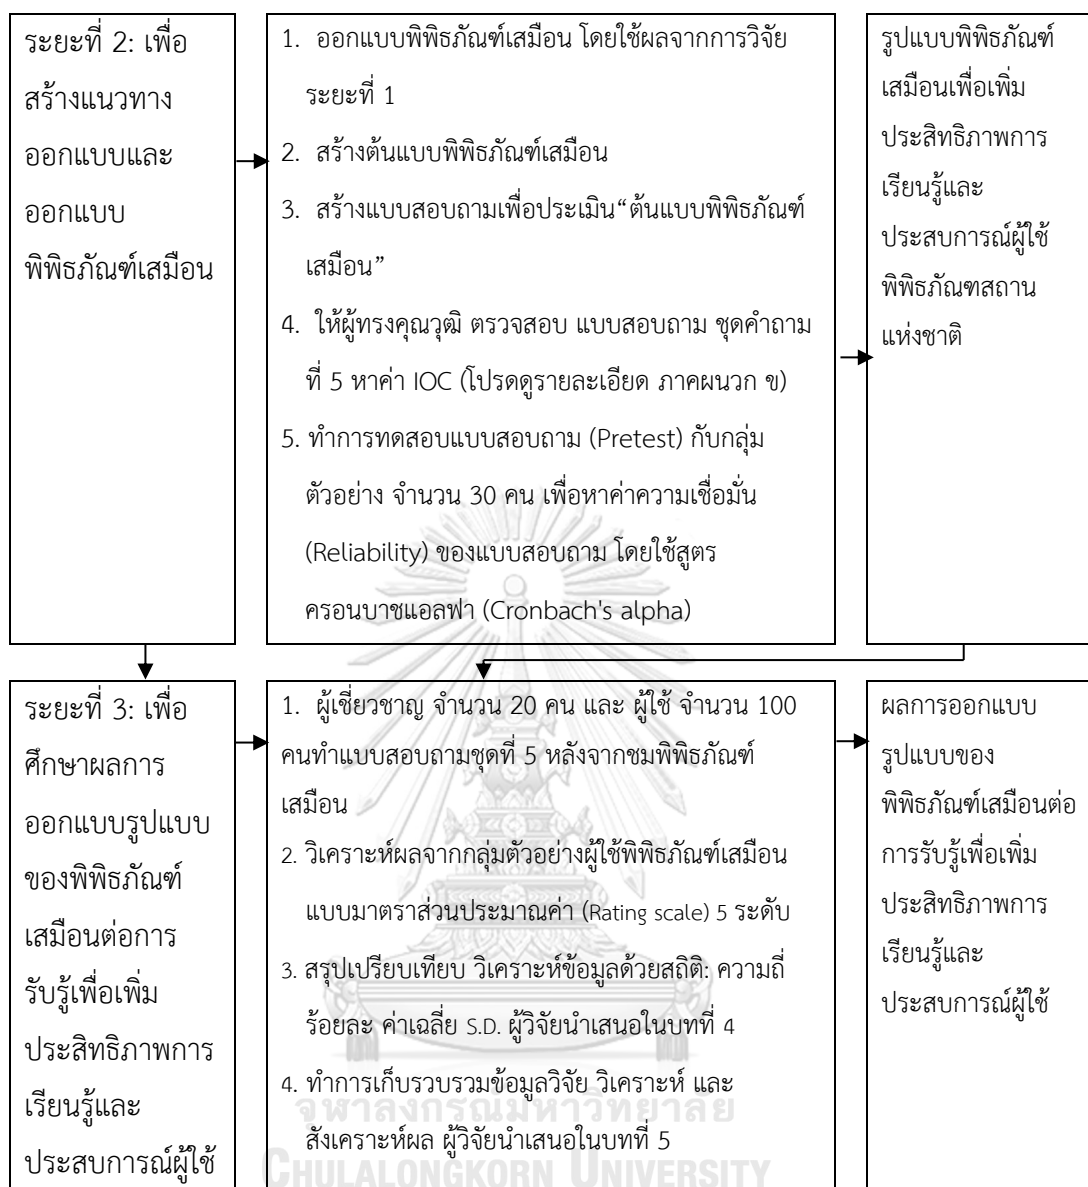 ระยะที่ 2: เพื่อ
สร้างแนวทาง
ออกแบบและ
ออกแบบ
พิพิธภัณฑ์เสมือน
1. ออกแบบพิพิธภัณฑ์เสมือน โดยใช้ผลจากการวิจัย
ระยะที่ 1
2. สร้างต้นแบบพิพิธภัณฑ์เสมือน
3. สร้างแบบสอบถามเพื่อประเมิน“ต้นแบบพิพิธภัณฑ์
เสมือน”
4. ให้ผู้ทรงคุณวุฒิ ตรวจสอบ แบบสอบถาม ชุดคำถาม
ที่ 5 หาค่า IOC (โปรดดูรายละเอียด ภาคผนวก ข)
5. ทำการทดสอบแบบสอบถาม (Pretest) กับกลุ่ม
ตัวอย่าง จำนวน 30 คน เพื่อหาค่าความเชื่อมั่น
(Reliability) ของแบบสอบถาม โดยใช้สูตร
ครอนบาชแอลฟา (Cronbach's alpha)
รูปแบบพิพิธภัณฑ์
เสมือนเพื่อเพิ่ม
ประสิทธิภาพการ
เรียนรู้และ
ประสบการณ์ผู้ใช้
พิพิธภัณฑสถาน
แห่งชาติ
ระยะที่ 3: เพื่อ
ศึกษาผลการ
ออกแบบรูปแบบ
ของพิพิธภัณฑ์
เสมือนต่อการ
รับรู้เพื่อเพิ่ม
ประสิทธิภาพการ
เรียนรู้และ
ประสบการณ์ผู้ใช้
1. ผู้เชี่ยวชาญ จำนวน 20 คน และ ผู้ใช้ จำนวน 100
คนทำแบบสอบถามชุดที่ 5 หลังจากชมพิพิธภัณฑ์
เสมือน
2. วิเคราะห์ผลจากกลุ่มตัวอย่างผู้ใช้พิพิธภัณฑ์เสมือน
แบบมาตราส่วนประมาณค่า (Rating scale) 5 ระดับ
3. สรุปเปรียบเทียบ วิเคราะห์ข้อมูลด้วยสถิติ: ความถี่
ร้อยละ ค่าเฉลี่ย S.D. ผู้วิจัยนำเสนอในบทที่ 4
4. ทำการเก็บรวบรวมข้อมูลวิจัย วิเคราะห์ และ
จุฬาลงกรณ์มหาวิทยาลัย
สังเคราะห์ผล ผู้วิจัยนำเสนอในบทที่ 5
CHULALONGKORN UNIVERSITY
ผลการออกแบบ
รูปแบบของ
พิพิธภัณฑ์เสมือนต่อ
การรับรู้เพื่อเพิ่ม
ประสิทธิภาพการ
เรียนรู้และ
ประสบการณ์ผู้ใช้